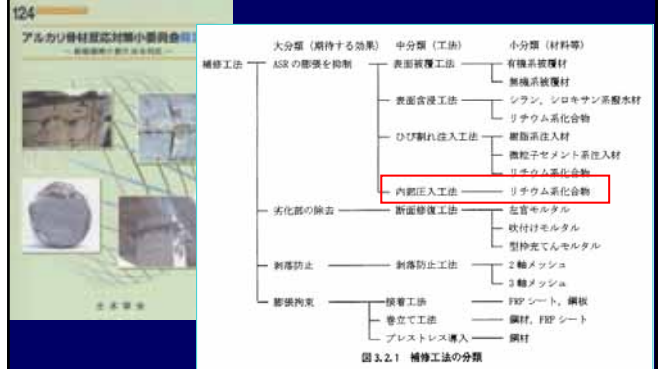 124
アルカリ骨材反応対策小委員会
土木学会
大分類（期待する効果） 中分類（工法） 小分類（材料等）
補修工法 ASRの膨張を抑制 表面被覆工法 有機系被覆材
無機系被覆材
表面含浸工法 シラン，シロキサン系撥水材
リチウム系化合物
ひび割れ注入工法 樹脂系注入材
微粒子セメント系注入材
リチウム系化合物
内部圧入工法 リチウム系化合物
劣化部の除去 断面修復工法 左官モルタル
吹付けモルタル
型枠充てんモルタル
剥落防止 剥落防止工法 2軸メッシュ
3軸メッシュ
膨張拘束 接着工法 FRPシート，鋼板
巻立て工法 鋼材，FRPシート
プレストレス導入 鋼材
図3.2.1 補修工法の分類